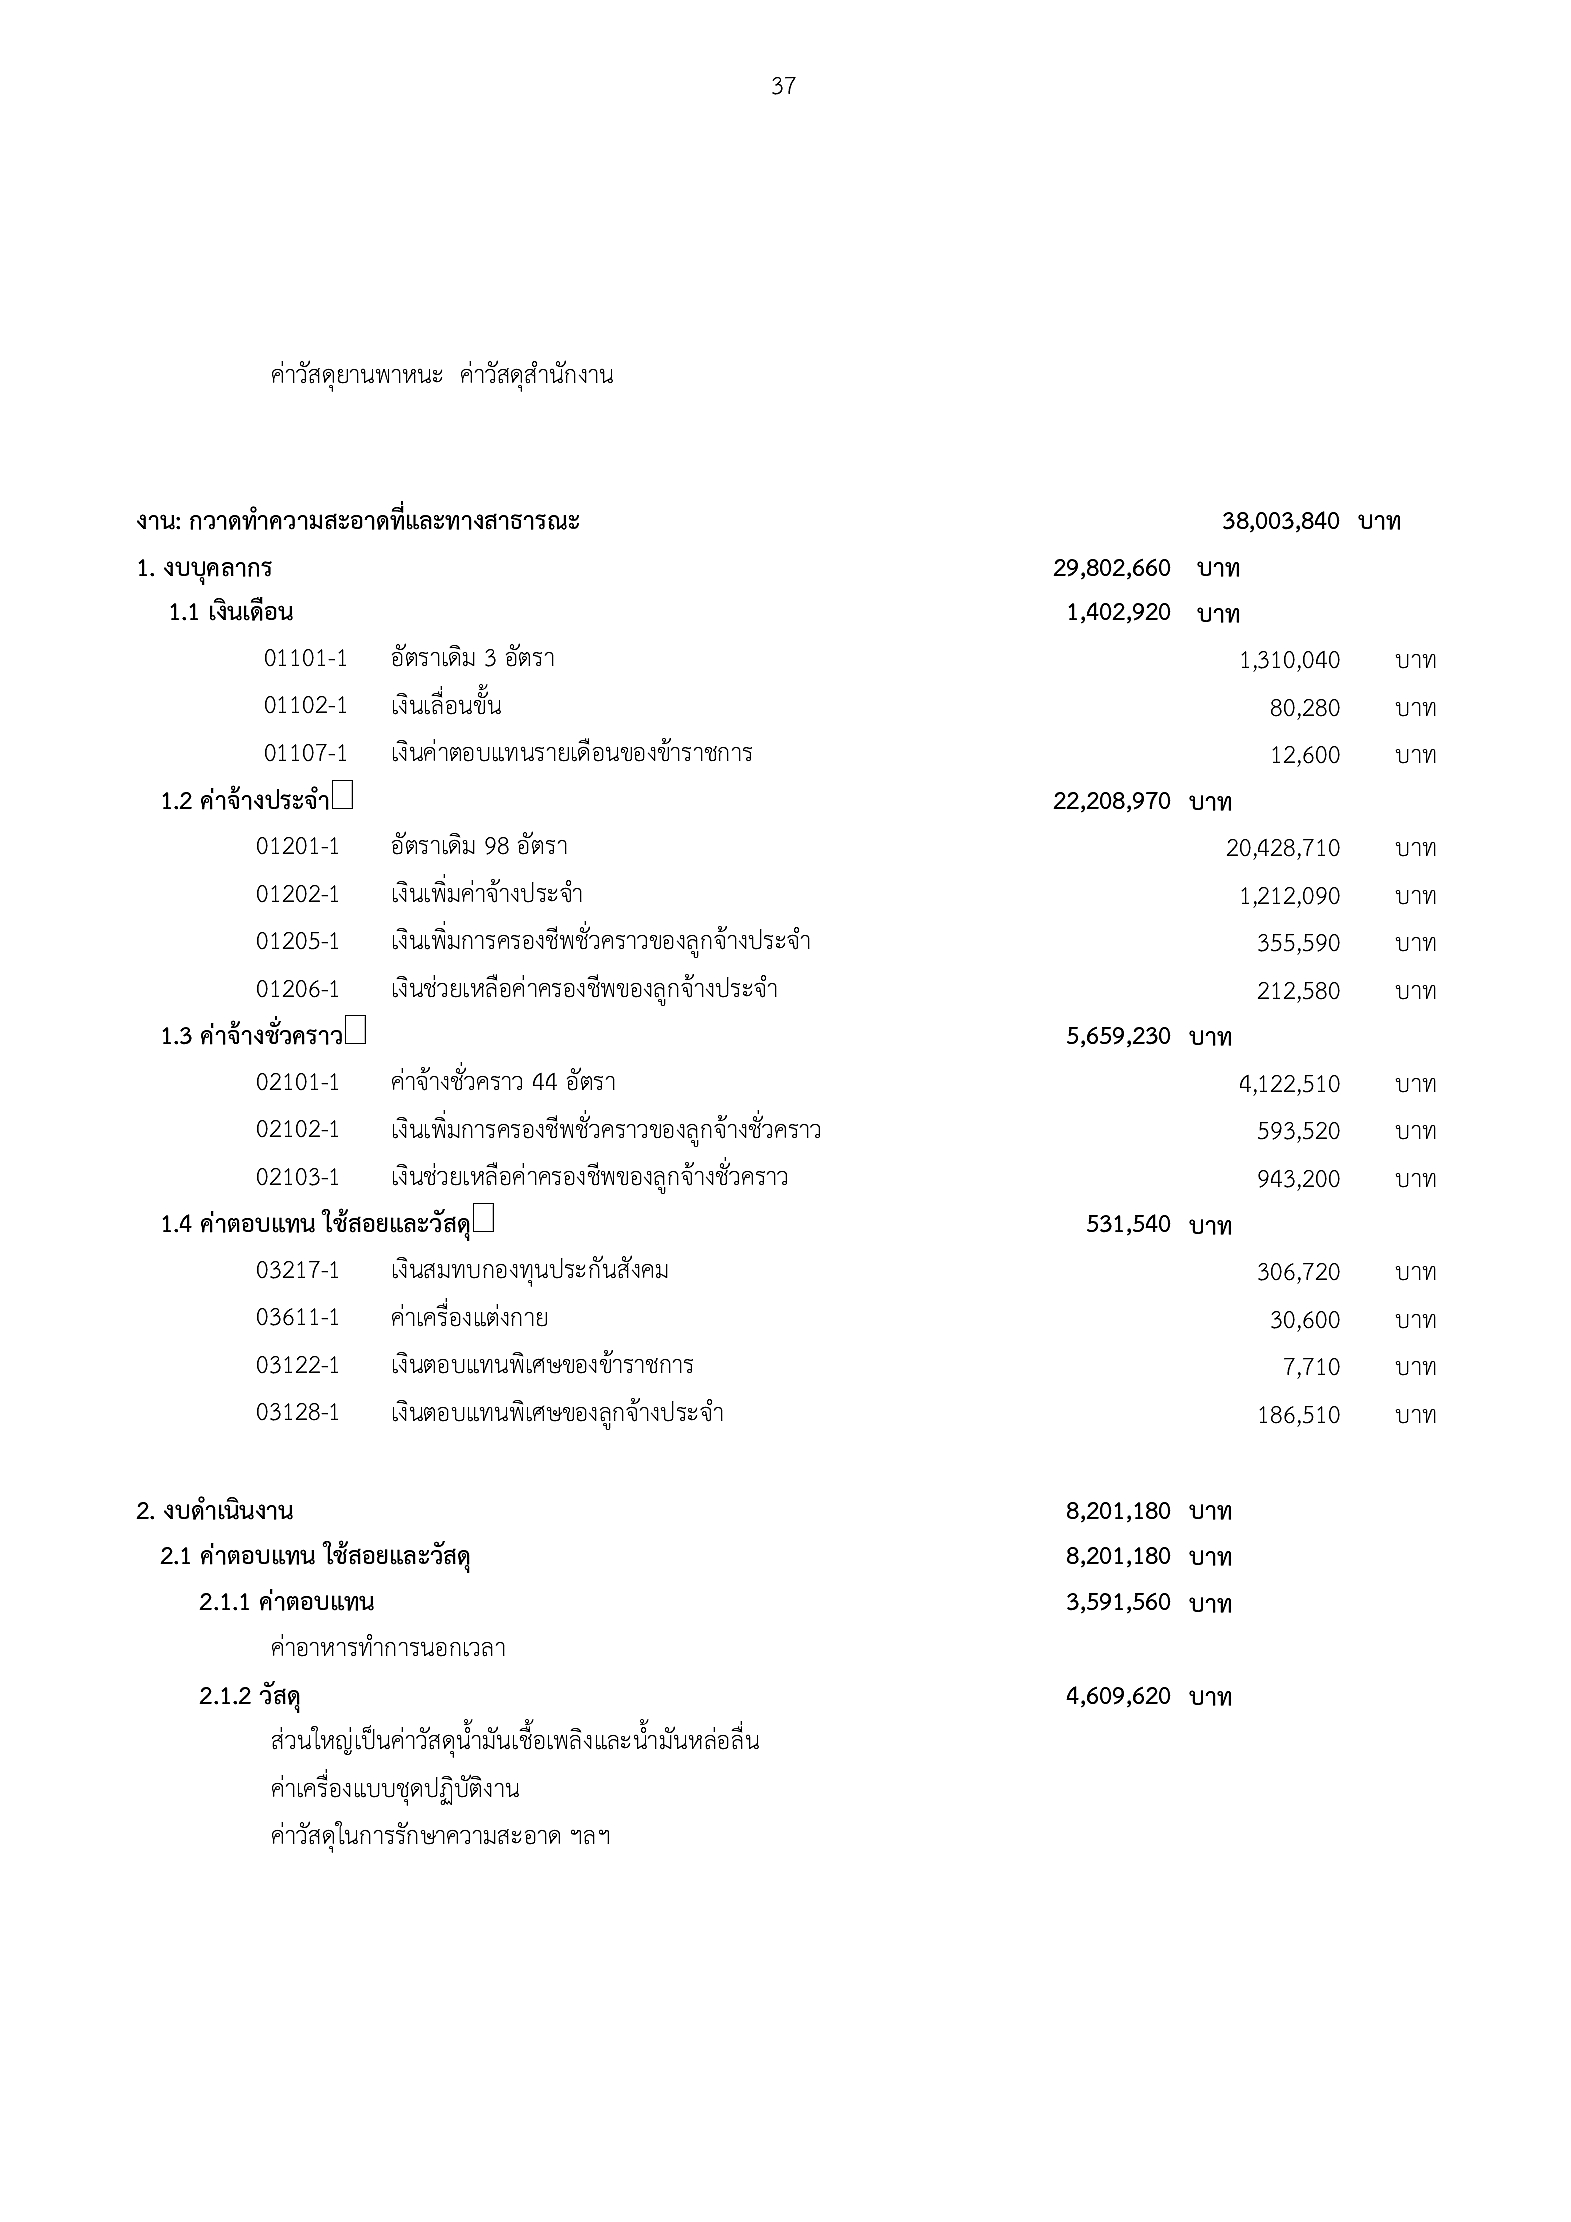 37
ค่าวัสดุยานพาหนะ ค่าวัสดุสำนักงาน
งาน: กวาดทำความสะอาดที่และทางสาธารณะ 38,003,840 บาท
1. งบบุคลากร 29,802,660 บาท
1.1 เงินเดือน 1,402,920 บาท
01101-1 อัตราเดิม 3 อัตรา 1,310,040 บาท
01102-1 เงินเลื่อนขั้น 80,280 บาท
01107-1 เงินค่าตอบแทนรายเดือนของข้าราชการ 12,600 บาท
1.2 ค่าจ้างประจำ 22,208,970 บาท
01201-1 อัตราเดิม 98 อัตรา 20,428,710 บาท
01202-1 เงินเพิ่มค่าจ้างประจำ 1,212,090 บาท
01205-1 เงินเพิ่มการครองชีพชั่วคราวของลูกจ้างประจำ 355,590 บาท
01206-1 เงินช่วยเหลือค่าครองชีพของลูกจ้างประจำ 212,580 บาท
1.3 ค่าจ้างชั่วคราว 5,659,230 บาท
02101-1 ค่าจ้างชั่วคราว 44 อัตรา 4,122,510 บาท
02102-1 เงินเพิ่มการครองชีพชั่วคราวของลูกจ้างชั่วคราว 593,520 บาท
02103-1 เงินช่วยเหลือค่าครองชีพของลูกจ้างชั่วคราว 943,200 บาท
1.4 ค่าตอบแทน ใช้สอยและวัสดุ 531,540 บาท
03217-1 เงินสมทบกองทุนประกันสังคม 306,720 บาท
03611-1 ค่าเครื่องแต่งกาย 30,600 บาท
03122-1 เงินตอบแทนพิเศษของข้าราชการ 7,710 บาท
03128-1 เงินตอบแทนพิเศษของลูกจ้างประจำ 186,510 บาท
2. งบดำเนินงาน 8,201,180 บาท
2.1 ค่าตอบแทน ใช้สอยและวัสดุ 8,201,180 บาท
2.1.1 ค่าตอบแทน 3,591,560 บาท
ค่าอาหารทำการนอกเวลา
2.1.2 วัสดุ 4,609,620 บาท
ส่วนใหญ่เป็นค่าวัสดุน้ำมันเชื้อเพลิงและน้ำมันหล่อลื่น
ค่าเครื่องแบบชุดปฏิบัติงาน
ค่าวัสดุในการรักษาความสะอาด ฯลฯ